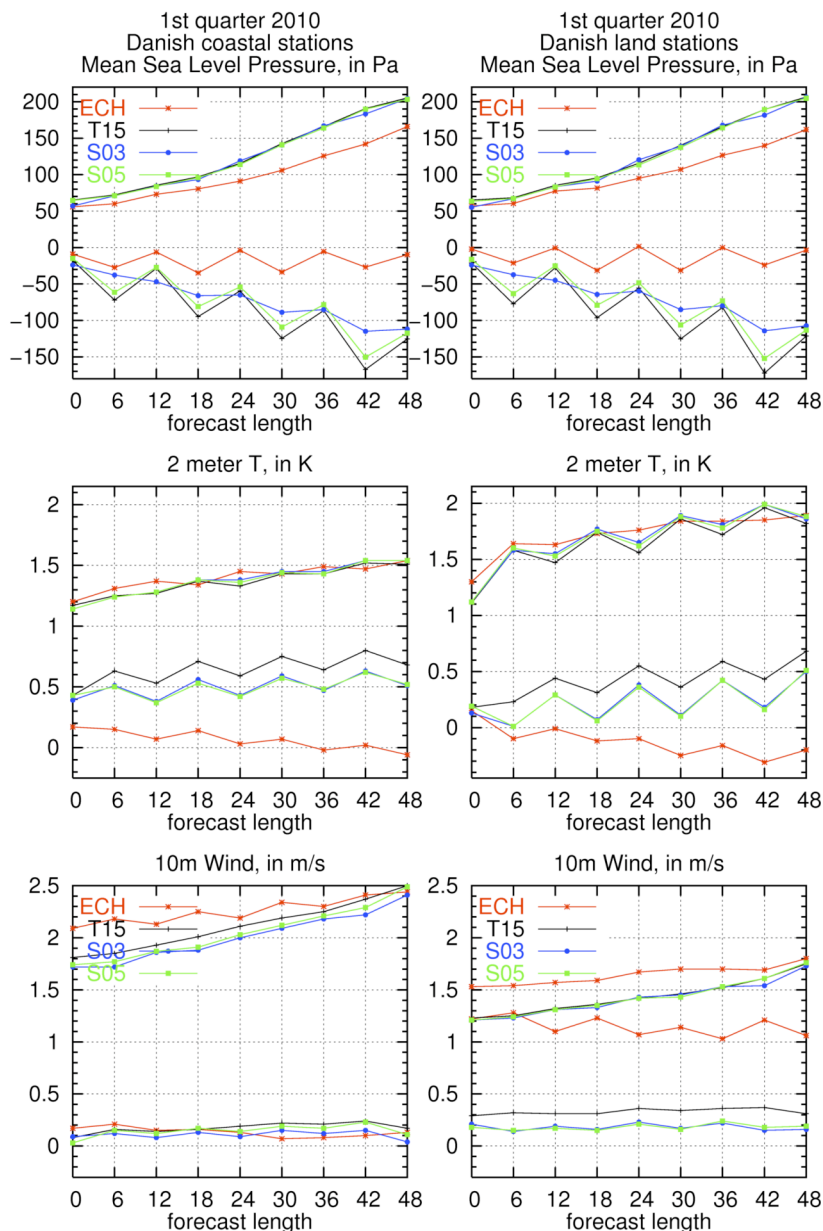 1st quarter 2010
Danish coastal stations
Mean Sea Level Pressure, in Pa
200
150
100
50
0
−50
−100
−150
ECH
T15
S03
S05
0 6 12 18 24 30 36 42 48
forecast length
1st quarter 2010
Danish land stations
Mean Sea Level Pressure, in Pa
200
150
100
50
0
−50
−100
−150
ECH
T15
S03
S05
0 6 12 18 24 30 36 42 48
forecast length
2 meter T, in K
2
1.5
1
0.5
0
0 6 12 18 24 30 36 42 48
forecast length
2 meter T, in K
2
1.5
1
0.5
0
0 6 12 18 24 30 36 42 48
forecast length
10m Wind, in m/s
2.5
2
1.5
1
0.5
0
ECH
T15
S03
S05
0 6 12 18 24 30 36 42 48
forecast length
10m Wind, in m/s
2.5
2
1.5
1
0.5
0
ECH
T15
S03
S05
0 6 12 18 24 30 36 42 48
forecast length